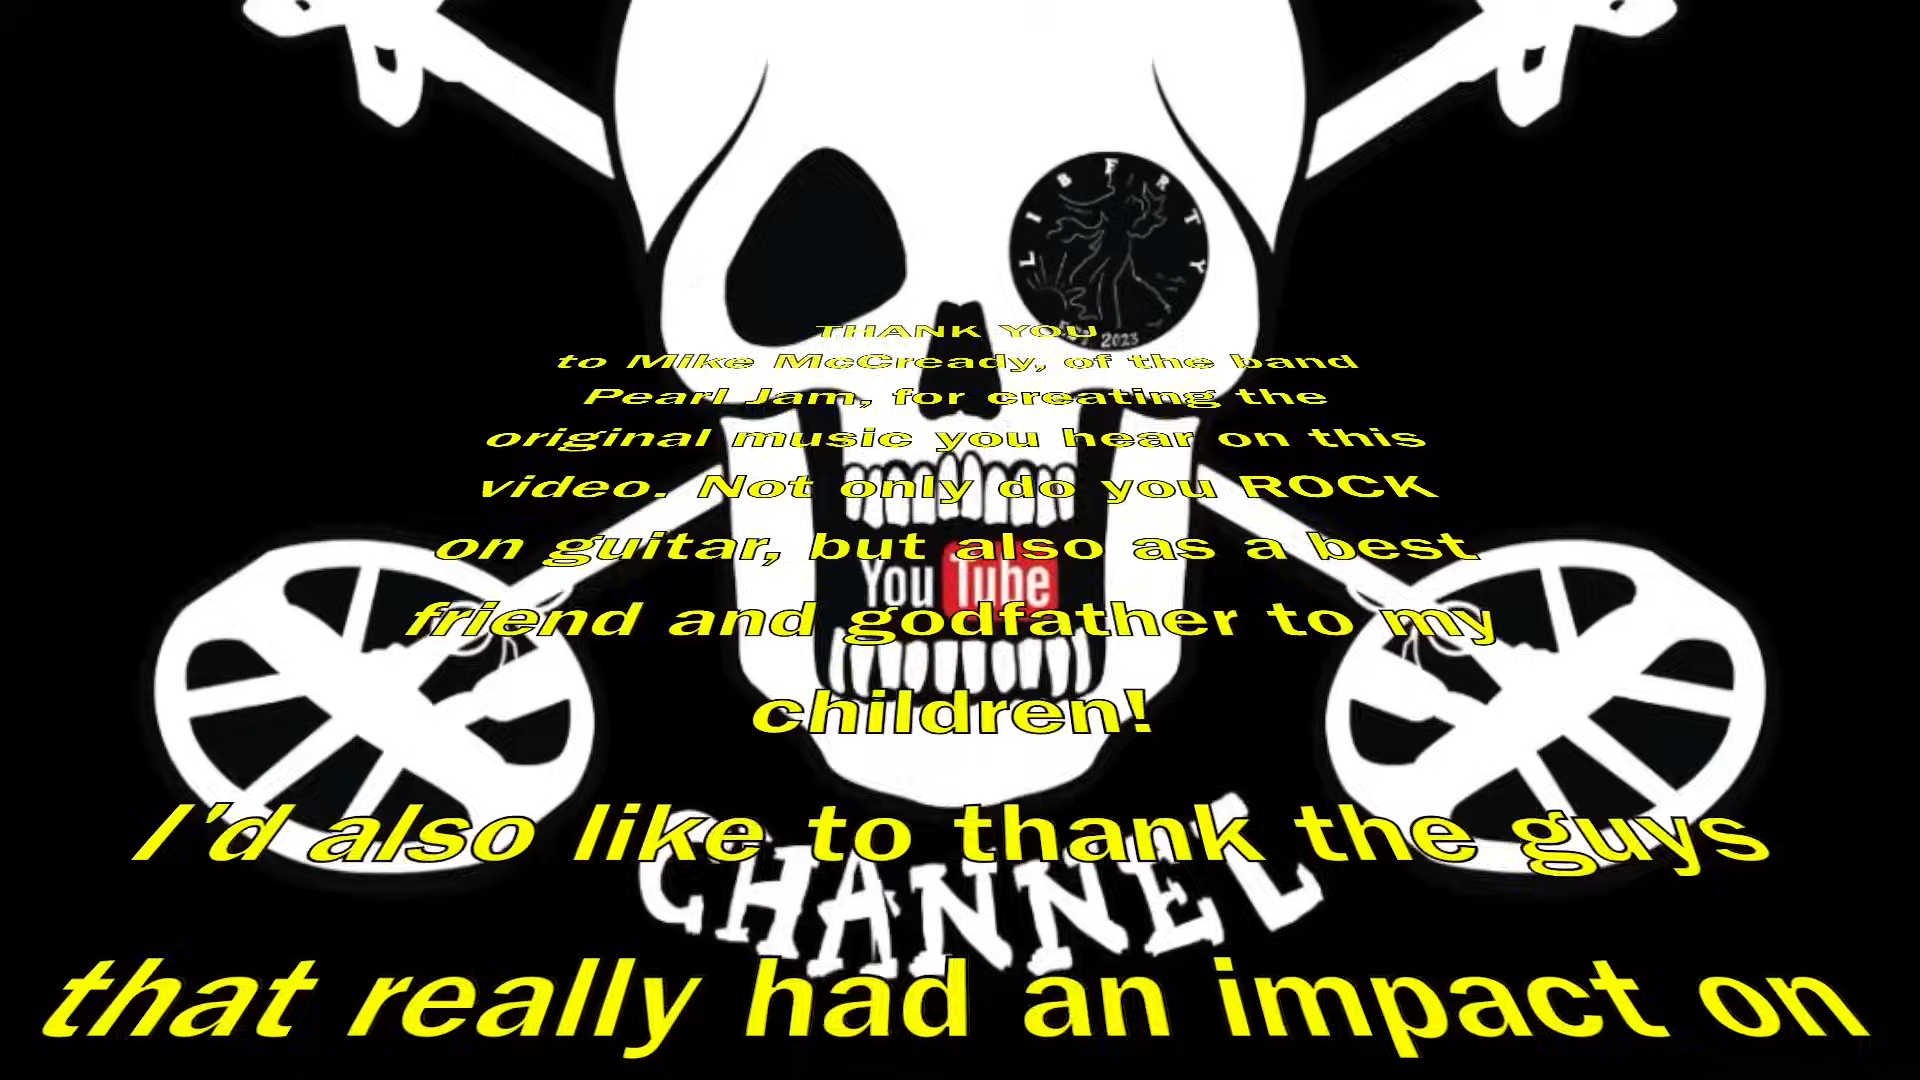 LIBERTY
2023
THANK YOU
to Mike McCready, of the band
Pearl Jam, for creating the
original music you hear on this
video. Not only do you ROCK
on guitar, but also as a best
YouTube
friend and godfather to my
children!
I'd also like to thank the guys
CHANNEL
that really had an impact on